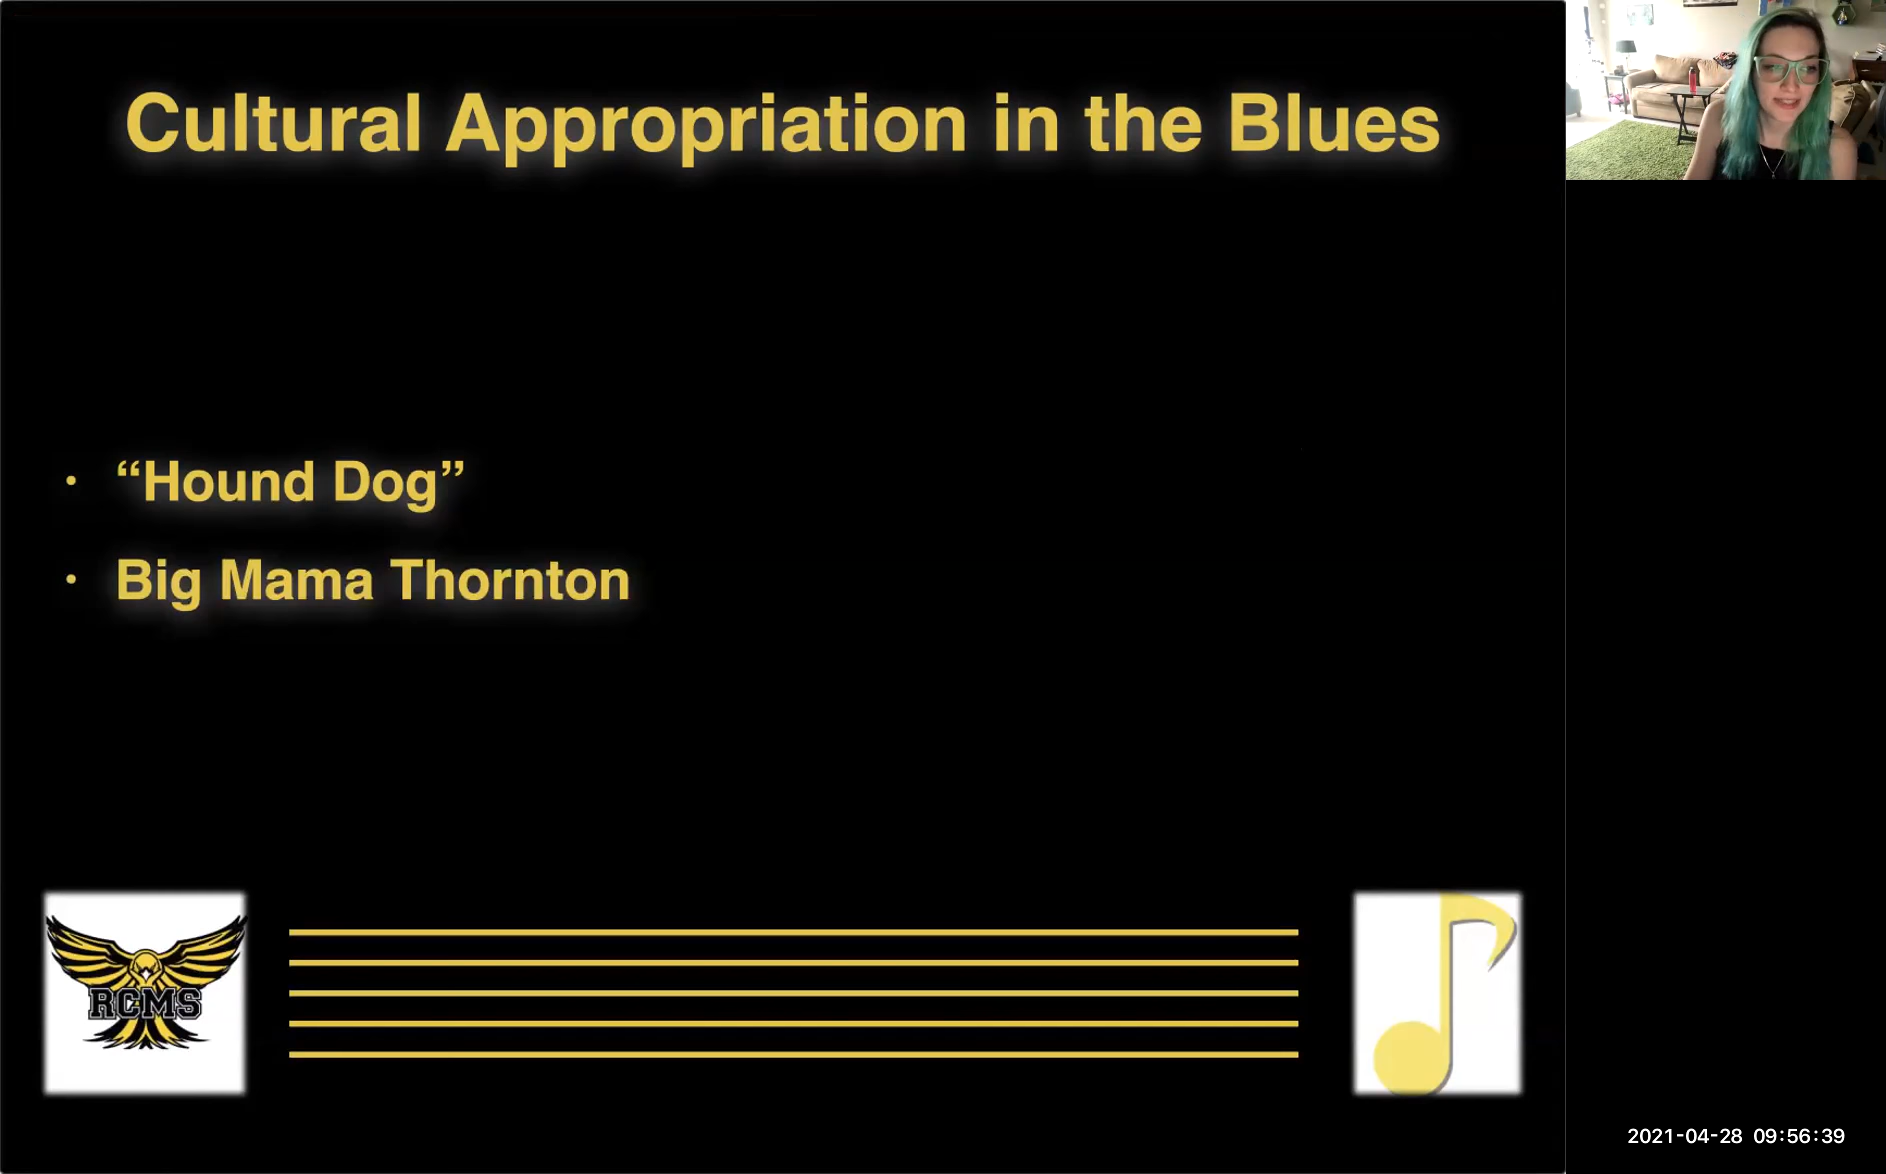 Cultural Appropriation in the Blues
• “Hound Dog”
• Big Mama Thornton
RCMS
2021-04-28 09:56:39